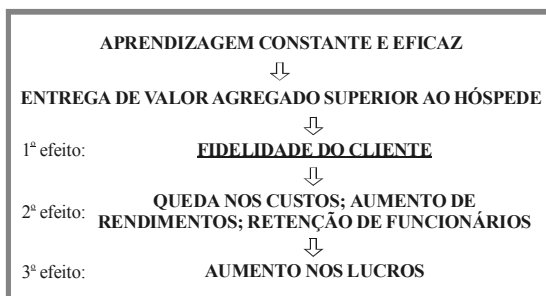 APRENDIZAGEM CONSTANTE E EFICAZ
ENTREGA DE VALOR AGREGADO SUPERIOR AO HÓSPEDE
1º efeito: FIDELIDADE DO CLIENTE
2º efeito: QUEDA NOS CUSTOS; AUMENTO DE
RENDIMENTOS; RETENÇÃO DE FUNCIONÁRIOS
3º efeito: AUMENTO NOS LUCROS